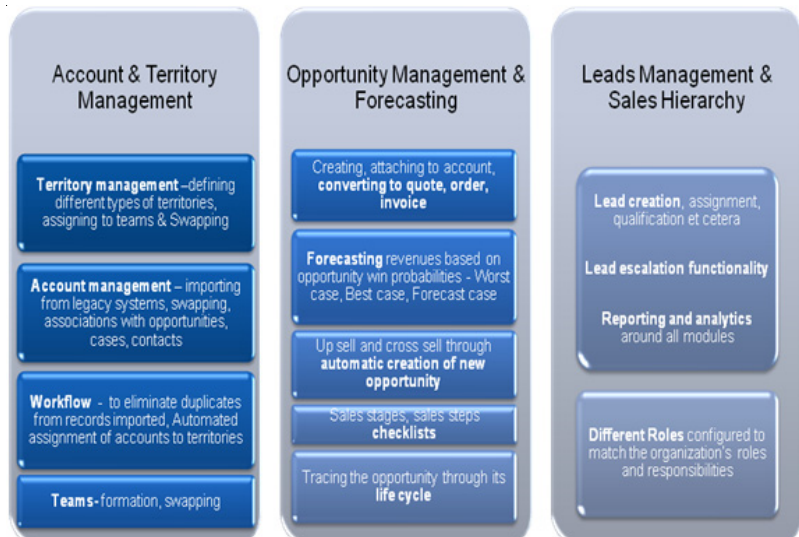 Account & Territory
Management
Territory management –defining
different types of territories,
assigning to teams & Swapping
Account management – importing
from legacy systems, swapping,
associations with opportunities,
cases, contacts
Workflow - to eliminate duplicates
from records imported, Automated
assignment of accounts to territories
Teams- formation, swapping
Opportunity Management &
Forecasting
Creating, attaching to account,
converting to quote, order,
invoice
Forecasting revenues based on
opportunity win probabilities - Worst
case, Best case, Forecast case
Up sell and cross sell through
automatic creation of new
opportunity
Sales stages, sales steps
checklists
Tracing the opportunity through its
life cycle
Leads Management &
Sales Hierarchy
Lead creation, assignment,
qualification et cetera
Lead escalation functionality
Reporting and analytics
around all modules
Different Roles configured to
match the organization's roles
and responsibilities